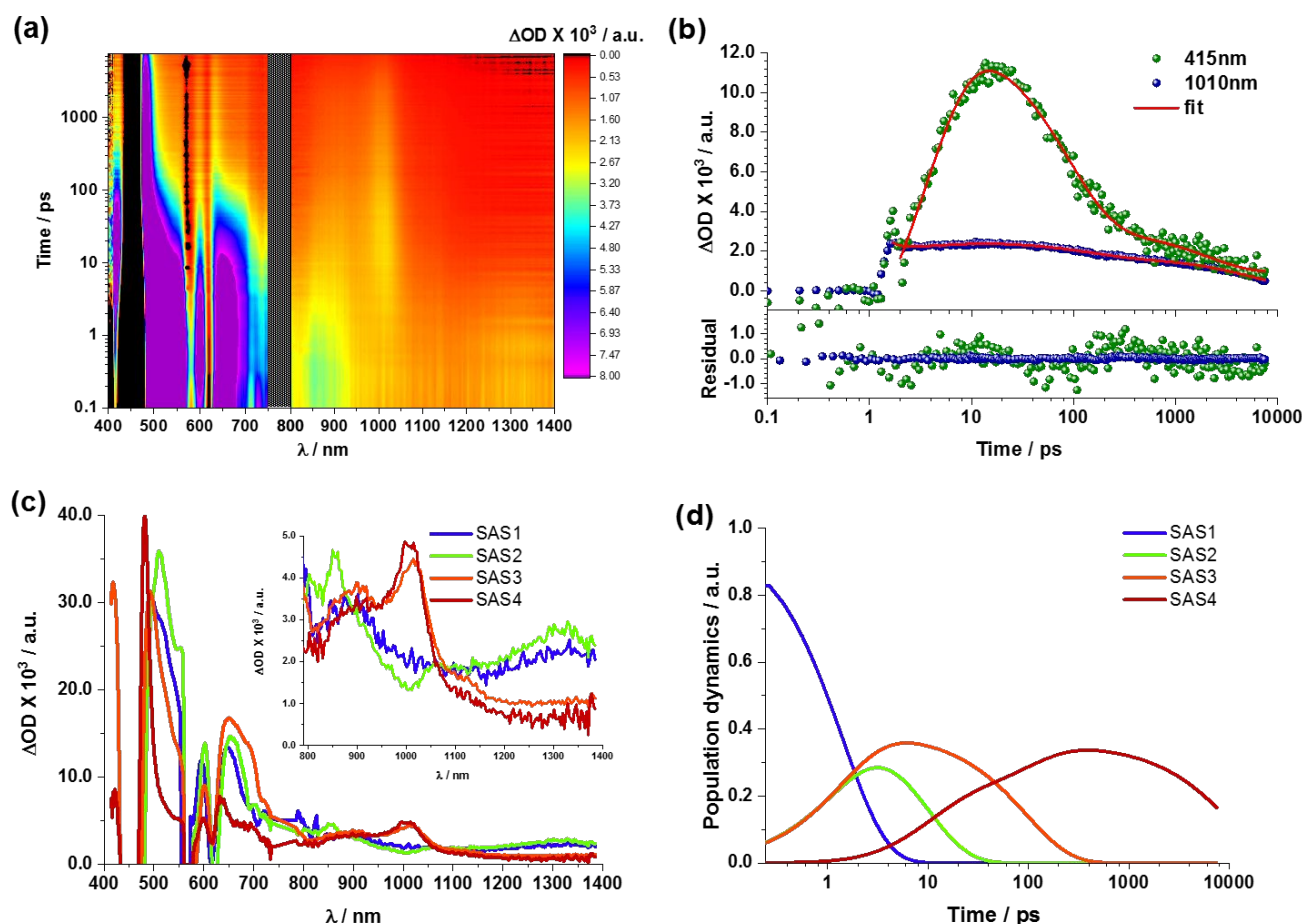 (a)
ΔOD X 10³ / a.u.
0.00
0.53
1.07
1.60
2.13
2.67
3.20
3.73
4.27
4.80
5.33
5.87
6.40
6.93
7.47
8.00
1000
100
10
1
0.1
Time / ps
400 500 600 700 800 900 1000 1100 1200 1300 1400
λ / nm
(b)
12.0
10.0
8.0
6.0
4.0
2.0
0.0
ΔOD X 10³ / a.u.
415nm
1010nm
fit
1.0
0.0
-1.0
Residual
0.1 1 10 100 1000 10000
Time / ps
(c)
40.0
30.0
20.0
10.0
0.0
ΔOD X 10³ / a.u.
400 500 600 700 800 900 1000 1100 1200 1300 1400
λ / nm
5.0
4.0
3.0
2.0
1.0
0.0
ΔOD X 10³ / a.u.
SAS1
SAS2
SAS3
SAS4
800 900 1000 1100 1200 1300 1400
λ / nm
(d)
1.0
0.8
0.6
0.4
0.2
0.0
Population dynamics / a.u.
SAS1
SAS2
SAS3
SAS4
1 10 100 1000 10000
Time / ps